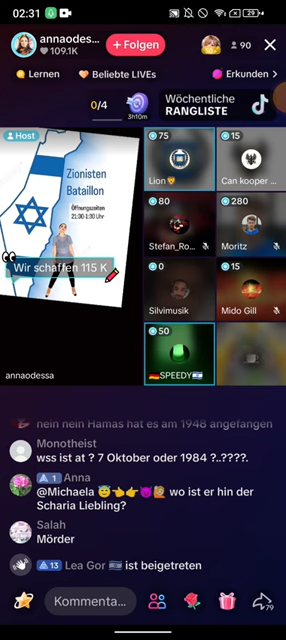 02:31
29
annaodes...
109.1K
+ Folgen
90
Lernen
Beliebte LIVEs
Erkunden
0/4
3h10m
Wöchentliche
RANGLISTE
Host
Zionisten
Bataillon
Öffnungszeiten
21:30-1:30 Uhr
Wir schaffen 115 K
annaodessa
75
Lion🦁
15
Can kooper ...
80
Stefan_Ro...
280
Moritz
0
Silvimusik
15
Mido Gill
50
🇩🇪SPEEDY🇮🇱
nein nein Hamas hat es am 1948 angefangen
Monotheist
wss ist at ? 7 Oktober oder 1984 ?..????.
1 Anna
@Michaela 😇👉👉😈🙋 wo ist er hin der
Scharia Liebling?
Salah
Mörder
13 Lea Gor 🇮🇱 ist beigetreten
Kommenta...
79